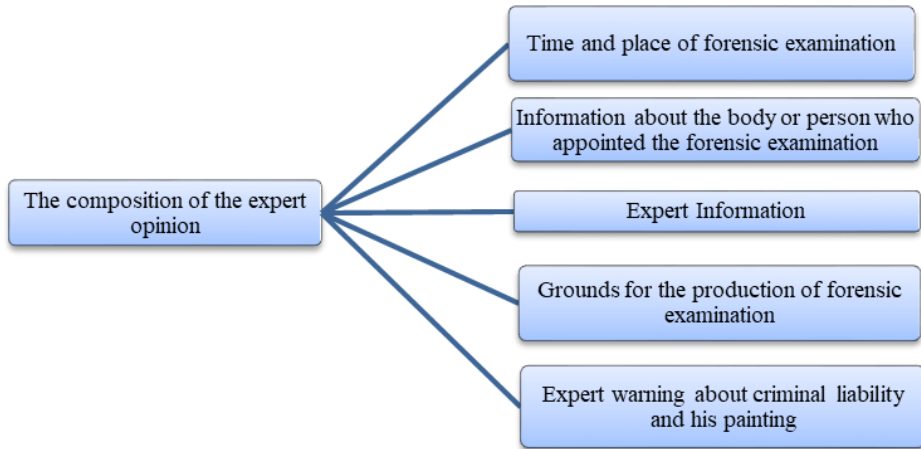 Time and place of forensic examination
Information about the body or person who
appointed the forensic examination
The composition of the expert
opinion
Expert Information
Grounds for the production of forensic
examination
Expert warning about criminal liability
and his painting